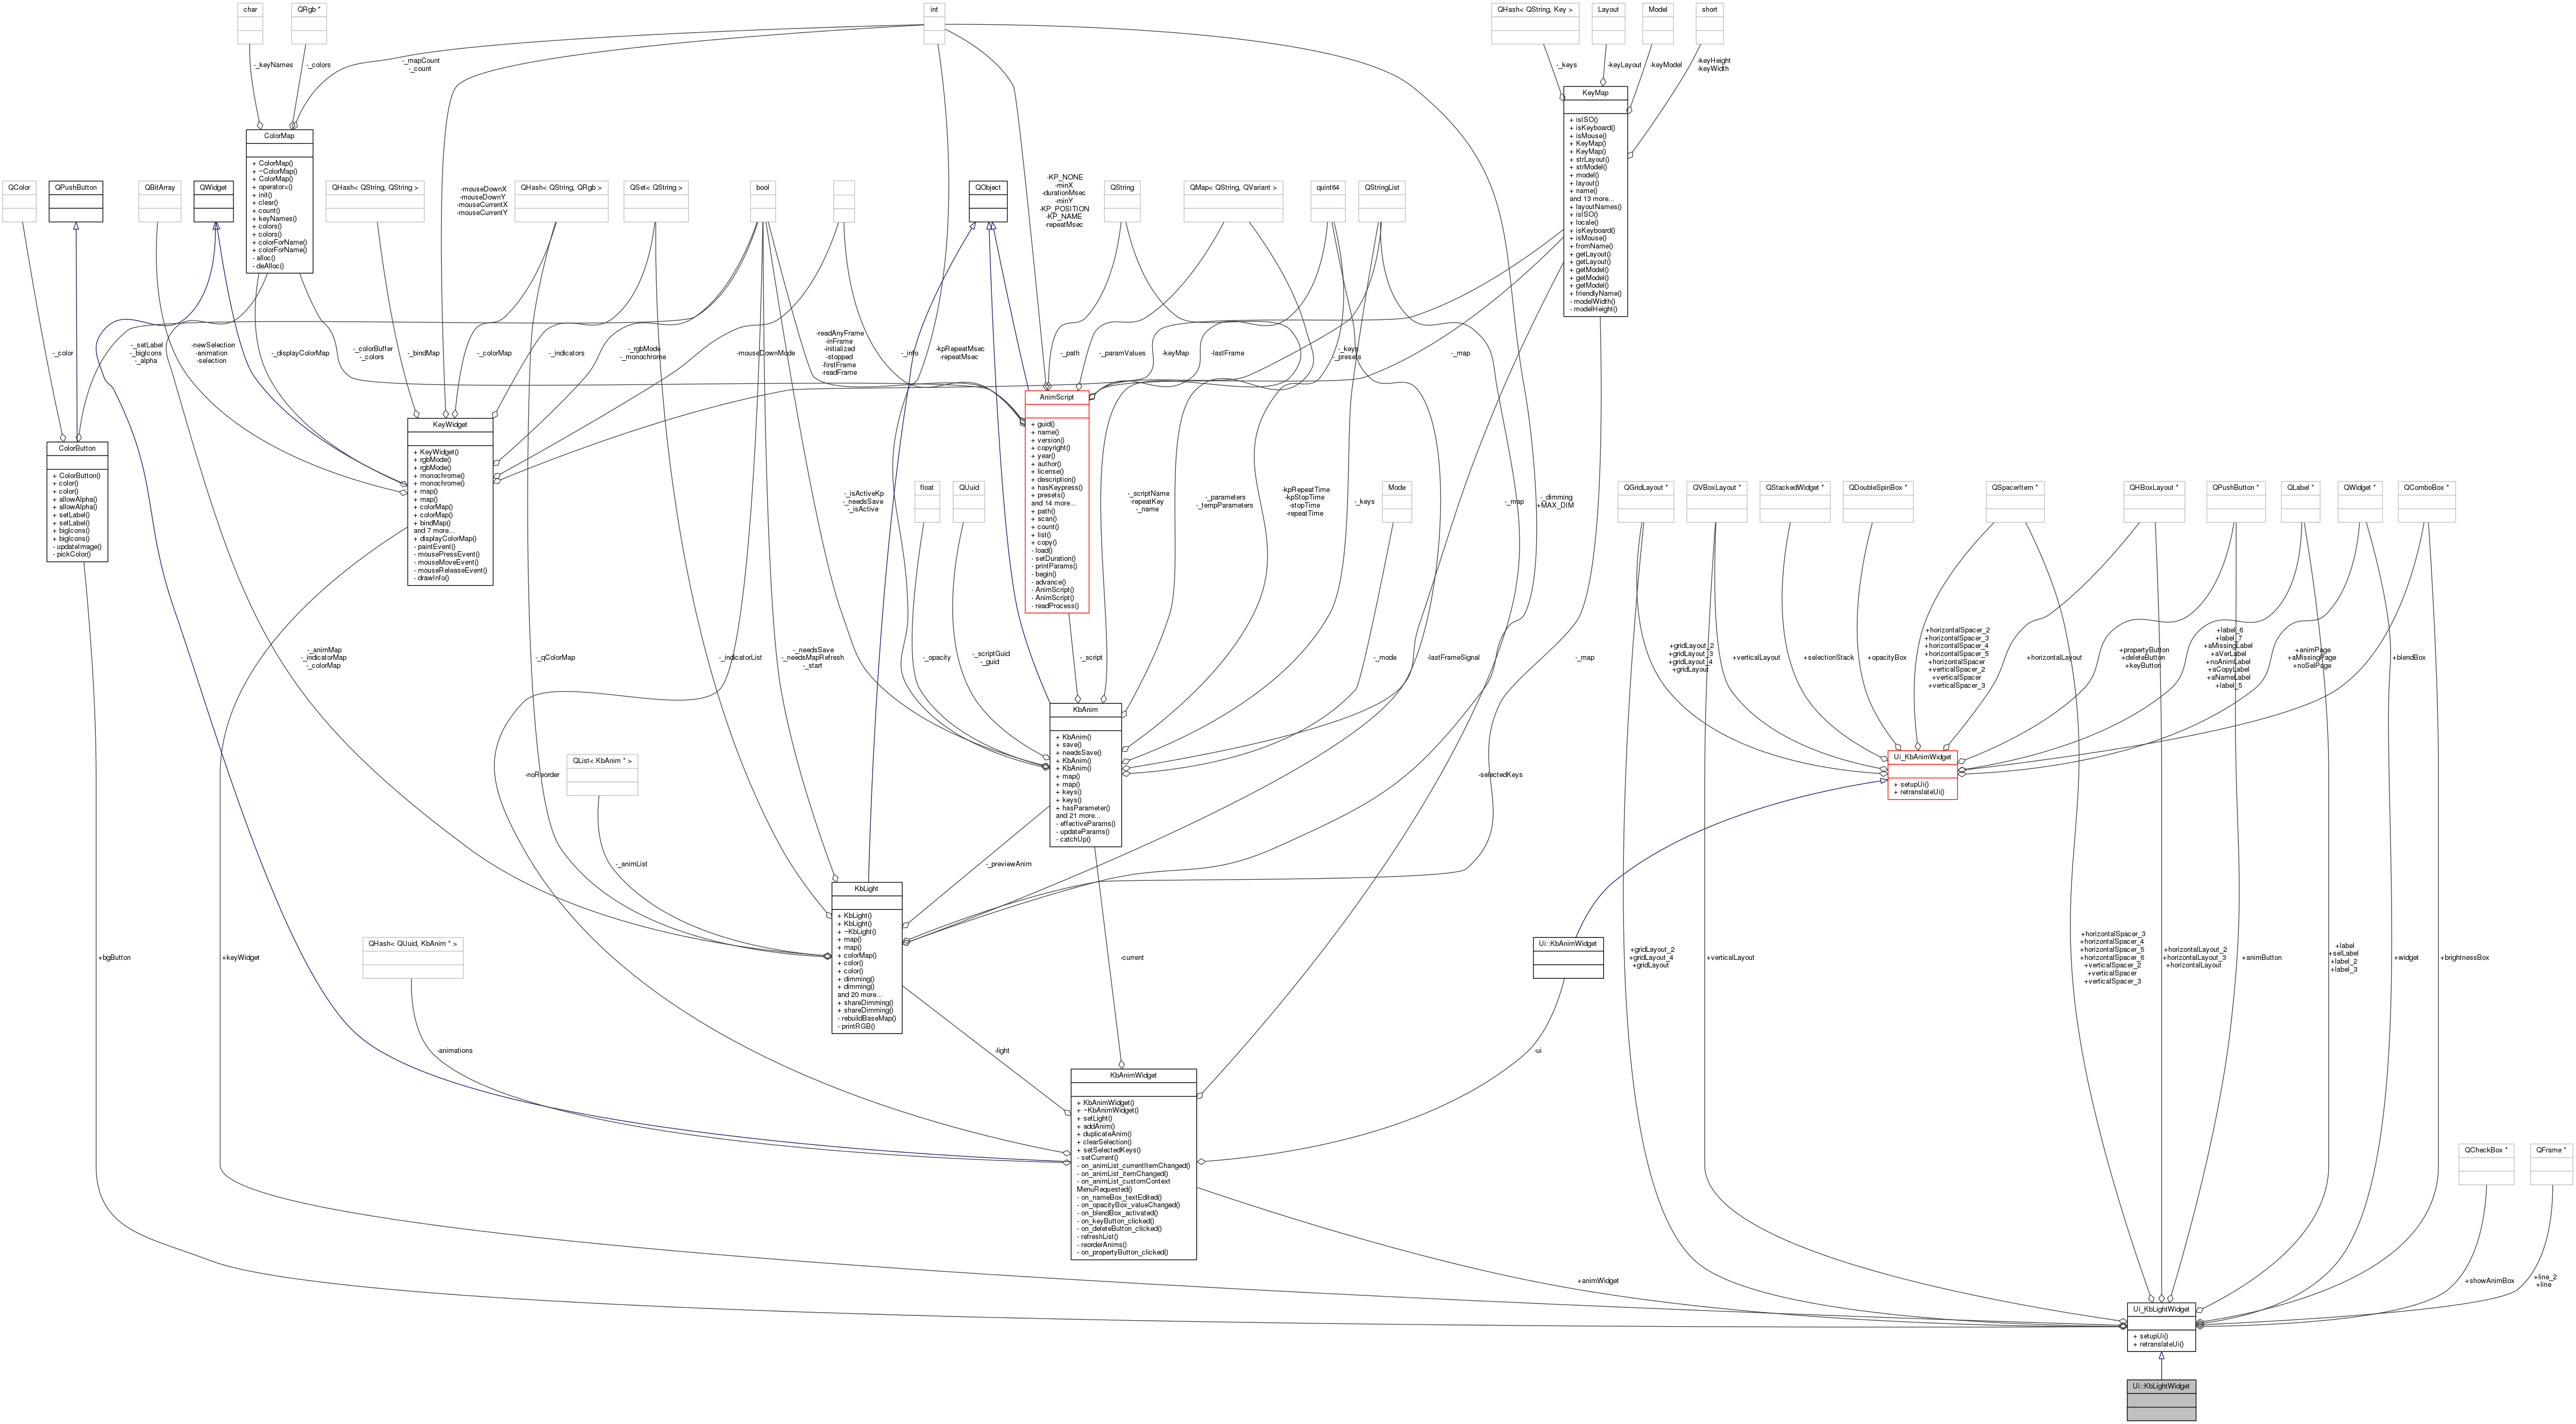 char
QRgb *
int
QHash< QString, Key >
Layout
Model
short
-_keyNames
-_colors
-_mapCount
-_count
-_keys
-keyLayout
-keyModel
-keyHeight
-keyWidth
KeyMap
+ isISO()
+ isKeyboard()
+ isMouse()
+ KeyMap()
+ KeyMap()
+ strLayout()
+ strModel()
+ model()
+ layout()
+ name()
and 13 more...
+ layoutNames()
+ isISO()
+ locale()
+ isKeyboard()
+ isMouse()
+ fromName()
+ getLayout()
+ getLayout()
+ getModel()
+ getModel()
+ getModel()
+ friendlyName()
- modelWidth()
- modelHeight()
ColorMap
+ ColorMap()
+ ~ColorMap()
+ ColorMap()
+ operator=()
+ init()
+ clear()
+ count()
+ keyNames()
+ colors()
+ colors()
+ colorForName()
+ colorForName()
- alloc()
- deAlloc()
QColor
QPushButton
QBitArray
QWidget
QHash< QString, QString >
-mouseDownX
-mouseDownY
-mouseCurrentX
-mouseCurrentY
QHash< QString, QRgb >
QSet< QString >
bool
QObject
-KP_NONE
-minX
-durationMsec
-minY
-KP_POSITION
-KP_NAME
-repeatMsec
QString
QMap< QString, QVariant >
quint64
QStringList
-_color
-_setLabel
-_bigIcons
-_alpha
-newSelection
-animation
-selection
-_displayColorMap
-_colorBuffer
-_colors
-_bindMap
-_colorMap
-_indicators
-_rgbMode
-_monochrome
-mouseDownMode
-readAnyFrame
-inFrame
-initialized
-stopped
-firstFrame
-readFrame
-_info
-kpRepeatMsec
-repeatMsec
-_path
-_paramValues
-keyMap
-lastFrame
-_keys
-_presets
-_map
AnimScript
+ guid()
+ name()
+ version()
+ copyright()
+ year()
+ author()
+ license()
+ description()
+ hasKeypress()
+ presets()
and 14 more...
+ path()
+ scan()
+ count()
+ list()
+ copy()
- load()
- setDuration()
- printParams()
- begin()
- advance()
- AnimScript()
- AnimScript()
- readProcess()
KeyWidget
+ KeyWidget()
+ rgbMode()
+ rgbMode()
+ monochrome()
+ monochrome()
+ map()
+ map()
+ colorMap()
+ colorMap()
+ bindMap()
and 7 more...
+ displayColorMap()
- paintEvent()
- mousePressEvent()
- mouseMoveEvent()
- mouseReleaseEvent()
- drawInfo()
ColorButton
+ ColorButton()
+ color()
+ color()
+ allowAlpha()
+ allowAlpha()
+ setLabel()
+ setLabel()
+ bigIcons()
+ bigIcons()
- updateImage()
- pickColor()
-_isActiveKp
-_needsSave
-_isActive
float
QUuid
-_scriptName
-repeatKey
-_name
-_parameters
-_tempParameters
-kpRepeatTime
-kpStopTime
-stopTime
-repeatTime
-_keys
Mode
-_map
-_dimming
+MAX_DIM
QGridLayout *
QVBoxLayout *
QStackedWidget *
QDoubleSpinBox *
QSpacerItem *
QHBoxLayout *
QPushButton *
QLabel *
QWidget *
QComboBox *
-_animMap
-_indicatorMap
-_colorMap
-_qColorMap
-_indicatorList
-_needsSave
-_needsMapRefresh
-_start
-_opacity
-_scriptGuid
-_guid
-_script
-_mode
-lastFrameSignal
-_map
+gridLayout_2
+gridLayout_3
+gridLayout_4
+gridLayout
+verticalLayout
+selectionStack
+opacityBox
+horizontalSpacer_2
+horizontalSpacer_3
+horizontalSpacer_4
+horizontalSpacer_5
+horizontalSpacer
+verticalSpacer_2
+verticalSpacer
+verticalSpacer_3
+horizontalLayout
+propertyButton
+deleteButton
+keyButton
+label_6
+label_7
+aMissingLabel
+aVerLabel
+noAnimLabel
+aCopyLabel
+aNameLabel
+label_5
+animPage
+aMissingPage
+noSelPage
+blendBox
KbAnim
+ KbAnim()
+ save()
+ needsSave()
+ KbAnim()
+ KbAnim()
+ map()
+ map()
+ keys()
+ keys()
+ hasParameter()
and 21 more...
- effectiveParams()
- updateParams()
- catchUp()
Ui_KbAnimWidget
+ setupUi()
+ retranslateUi()
QList< KbAnim * >
-noReorder
-selectedKeys
-_animList
-_previewAnim
KbLight
+ KbLight()
+ KbLight()
+ ~KbLight()
+ map()
+ map()
+ colorMap()
+ color()
+ color()
+ dimming()
+ dimming()
and 20 more...
+ shareDimming()
+ shareDimming()
- rebuildBaseMap()
- printRGB()
QHash< QUuid, KbAnim * >
Ui::KbAnimWidget
+bgButton
+keyWidget
-current
+gridLayout_2
+gridLayout_4
+gridLayout
+verticalLayout
+horizontalSpacer_3
+horizontalSpacer_4
+horizontalSpacer_5
+horizontalSpacer_6
+verticalSpacer_2
+verticalSpacer
+verticalSpacer_3
+horizontalLayout_2
+horizontalLayout_3
+horizontalLayout
+animButton
+label
+selLabel
+label_2
+label_3
+widget
+brightnessBox
-animations
-light
-ui
KbAnimWidget
+ KbAnimWidget()
+ ~KbAnimWidget()
+ setLight()
+ addAnim()
+ duplicateAnim()
+ clearSelection()
+ setSelectedKeys()
- setCurrent()
- on_animList_currentItemChanged()
- on_animList_itemChanged()
- on_animList_customContext
MenuRequested()
- on_nameBox_textEdited()
- on_opacityBox_valueChanged()
- on_blendBox_activated()
- on_keyButton_clicked()
- on_deleteButton_clicked()
- refreshList()
- reorderAnims()
- on_propertyButton_clicked()
QCheckBox *
QFrame *
+animWidget
+showAnimBox
+line_2
+line
Ui_KbLightWidget
+ setupUi()
+ retranslateUi()
Ui::KbLightWidget